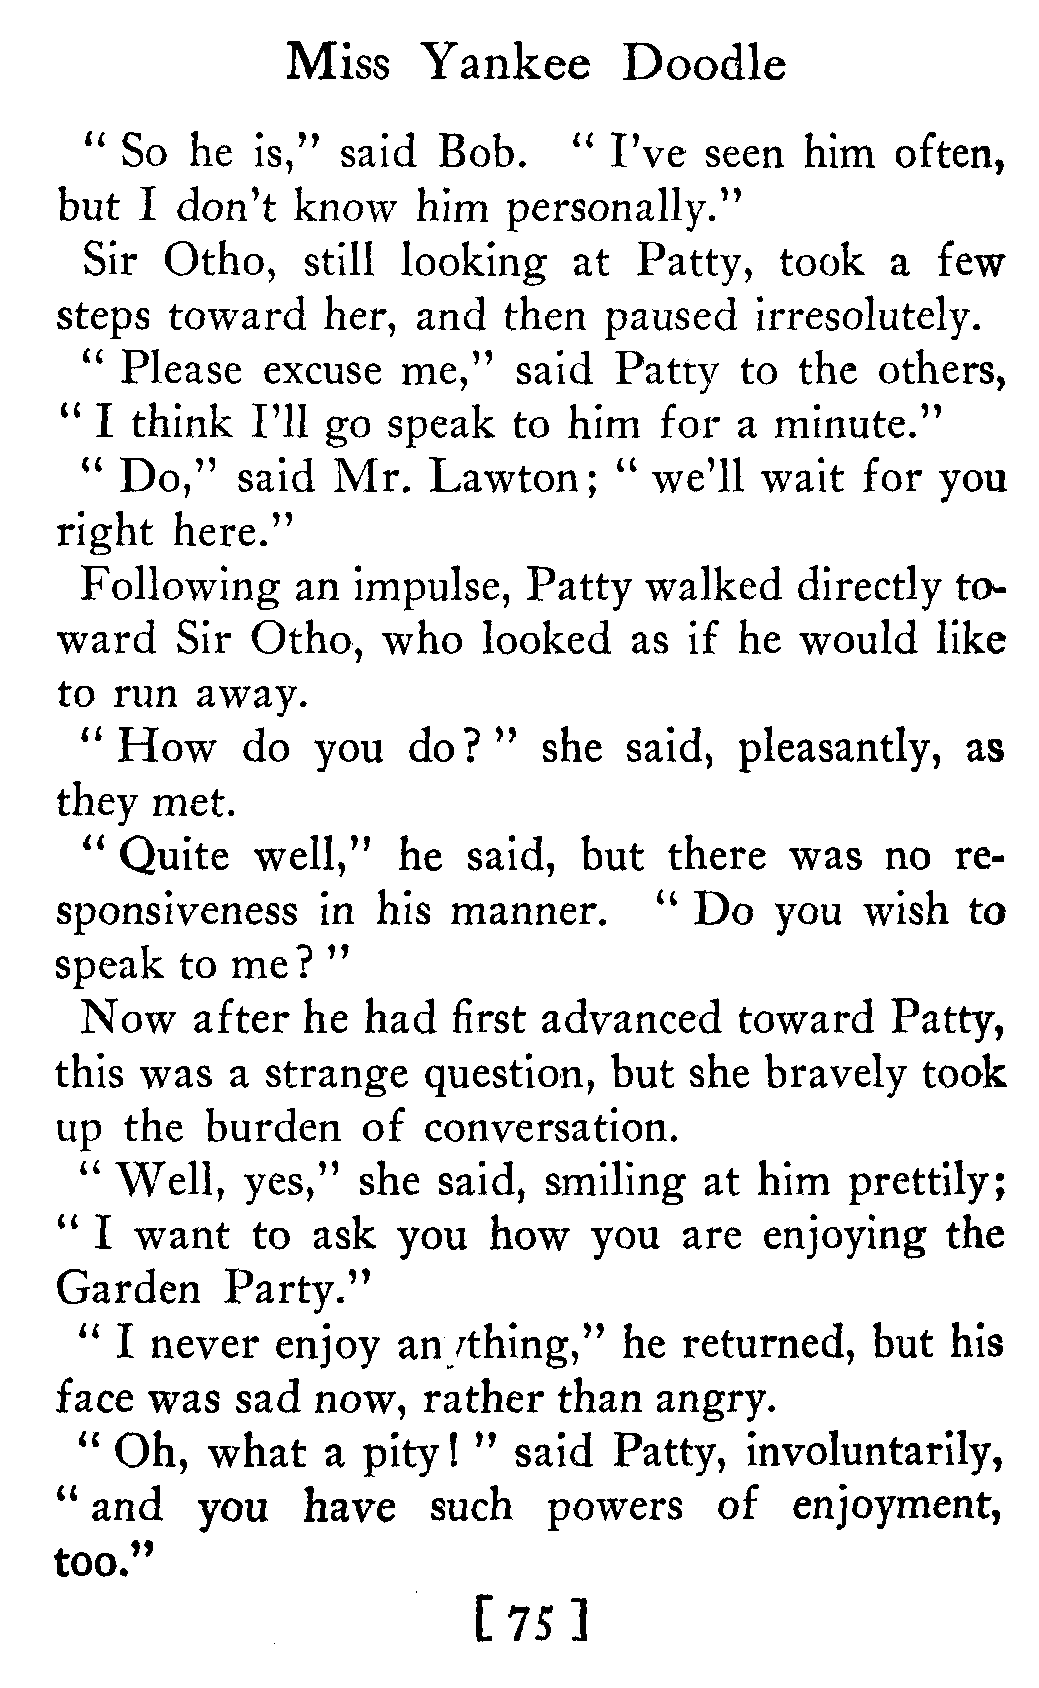 Miss Yankee Doodle
" So he is," said Bob. " I've seen him often,
but I don't know him personally."
Sir Otho, still looking at Patty, took a few
steps toward her, and then paused irresolutely.
" Please excuse me," said Patty to the others,
" I think I'll go speak to him for a minute."
" Do," said Mr. Lawton; " we'll wait for you
right here."
Following an impulse, Patty walked directly to-
ward Sir Otho, who looked as if he would like
to run away.
" How do you do? " she said, pleasantly, as
they met.
" Quite well," he said, but there was no re-
sponsiveness in his manner. " Do you wish to
speak to me? "
Now after he had first advanced toward Patty,
this was a strange question, but she bravely took
up the burden of conversation.
" Well, yes," she said, smiling at him prettily;
" I want to ask you how you are enjoying the
Garden Party."
" I never enjoy anything," he returned, but his
face was sad now, rather than angry.
" Oh, what a pity! " said Patty, involuntarily,
" and you have such powers of enjoyment,
too."
[ 75 ]